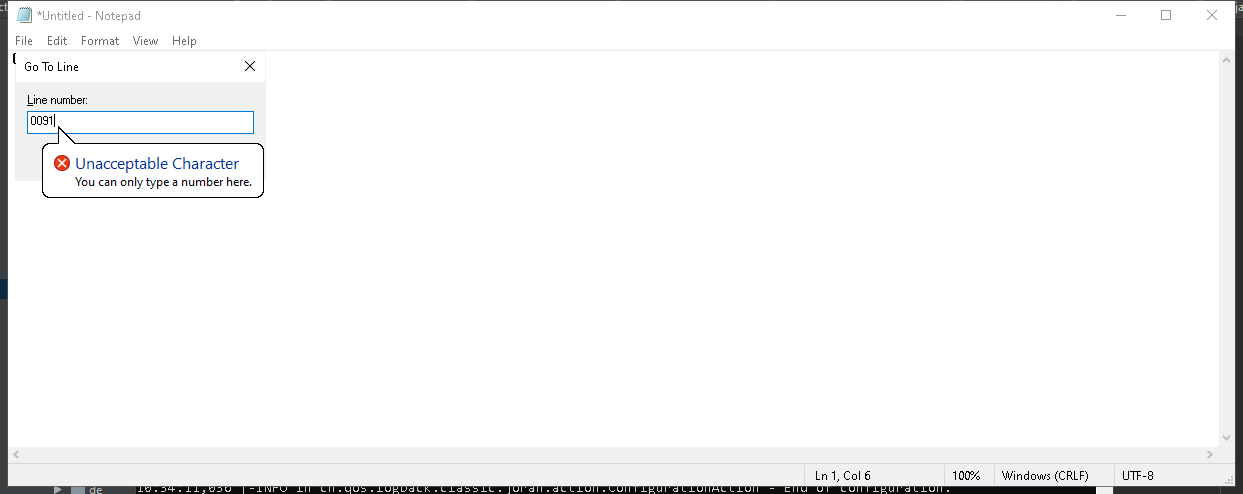 *Untitled - Notepad
File Edit Format View Help
Go To Line
Line number:
0091
Unacceptable Character
You can only type a number here.
Ln 1, Col 6 100% Windows (CRLF) UTF-8
de 10:54:11,056 |-INFO in ch.qos.logback.classic.joran.action.ConfigurationAction - End of configuration.